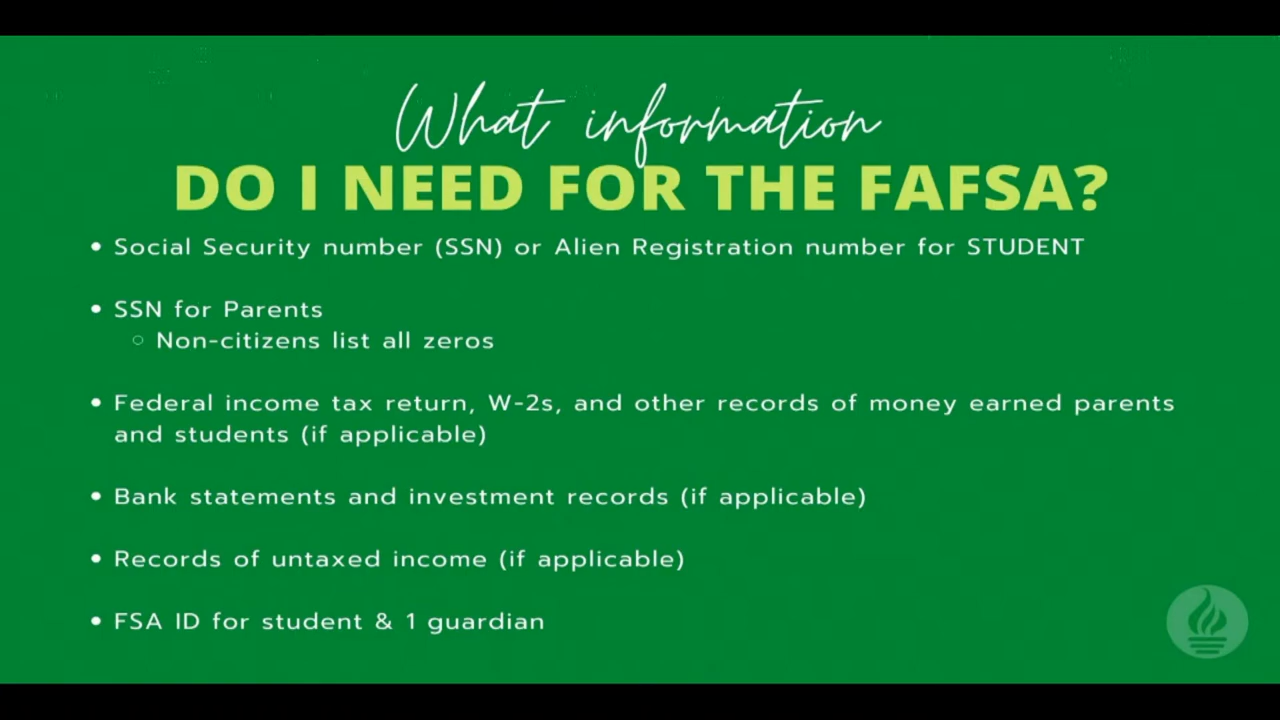 What information
DO I NEED FOR THE FAFSA?
• Social Security number (SSN) or Alien Registration number for STUDENT
• SSN for Parents
○ Non-citizens list all zeros
• Federal income tax return, W-2s, and other records of money earned parents
and students (if applicable)
• Bank statements and investment records (if applicable)
• Records of untaxed income (if applicable)
• FSA ID for student & 1 guardian